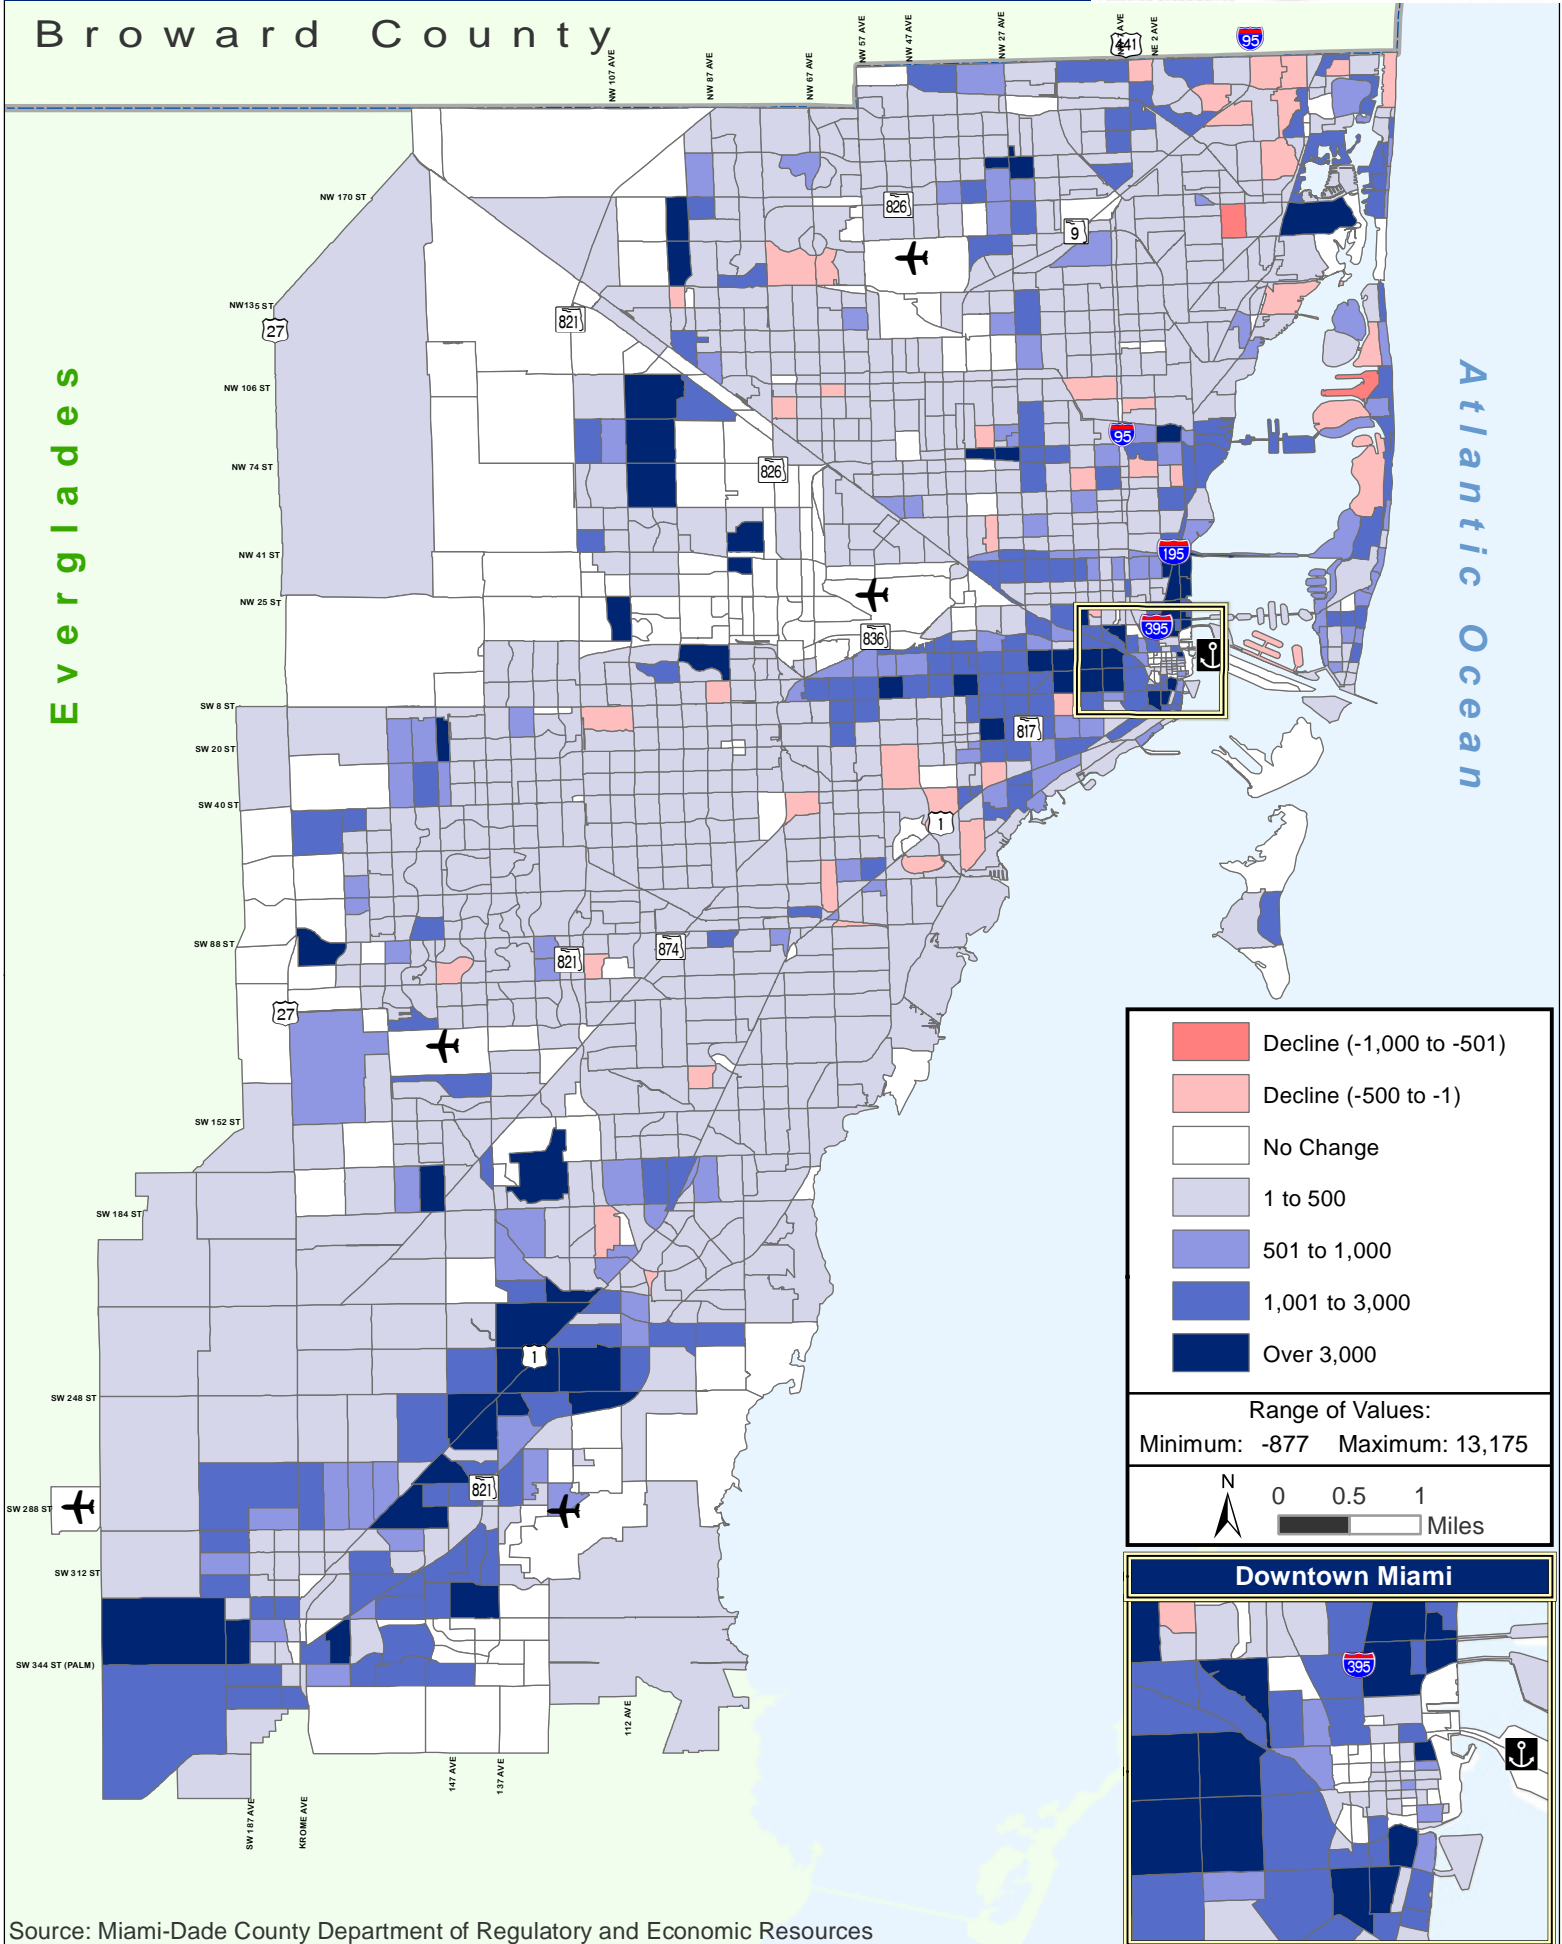 Broward County
NW 107 AVE
NW 87 AVE
NW 67 AVE
NW 57 AVE
NW 47 AVE
NW 27 AVE
441
AVE
NE 2 AVE
95
NW 170 ST
826
9
NW135 ST
27
821
NW 106 ST
Everglades
Atlantic Ocean
95
NW 74 ST
826
NW 41 ST
195
NW 25 ST
836
395
SW 8 ST
817
SW 20 ST
SW 40 ST
1
SW 88 ST
821
874
27
SW 152 ST
SW 184 ST
1
SW 248 ST
821
SW 288 ST
SW 312 ST
SW 344 ST (PALM)
112 AVE
147 AVE
137 AVE
SW 187 AVE
KROME AVE
Decline (-1,000 to -501)
Decline (-500 to -1)
No Change
1 to 500
501 to 1,000
1,001 to 3,000
Over 3,000
Range of Values:
Minimum: -877 Maximum: 13,175
N
0 0.5 1
Miles
Downtown Miami
395
Source: Miami-Dade County Department of Regulatory and Economic Resources